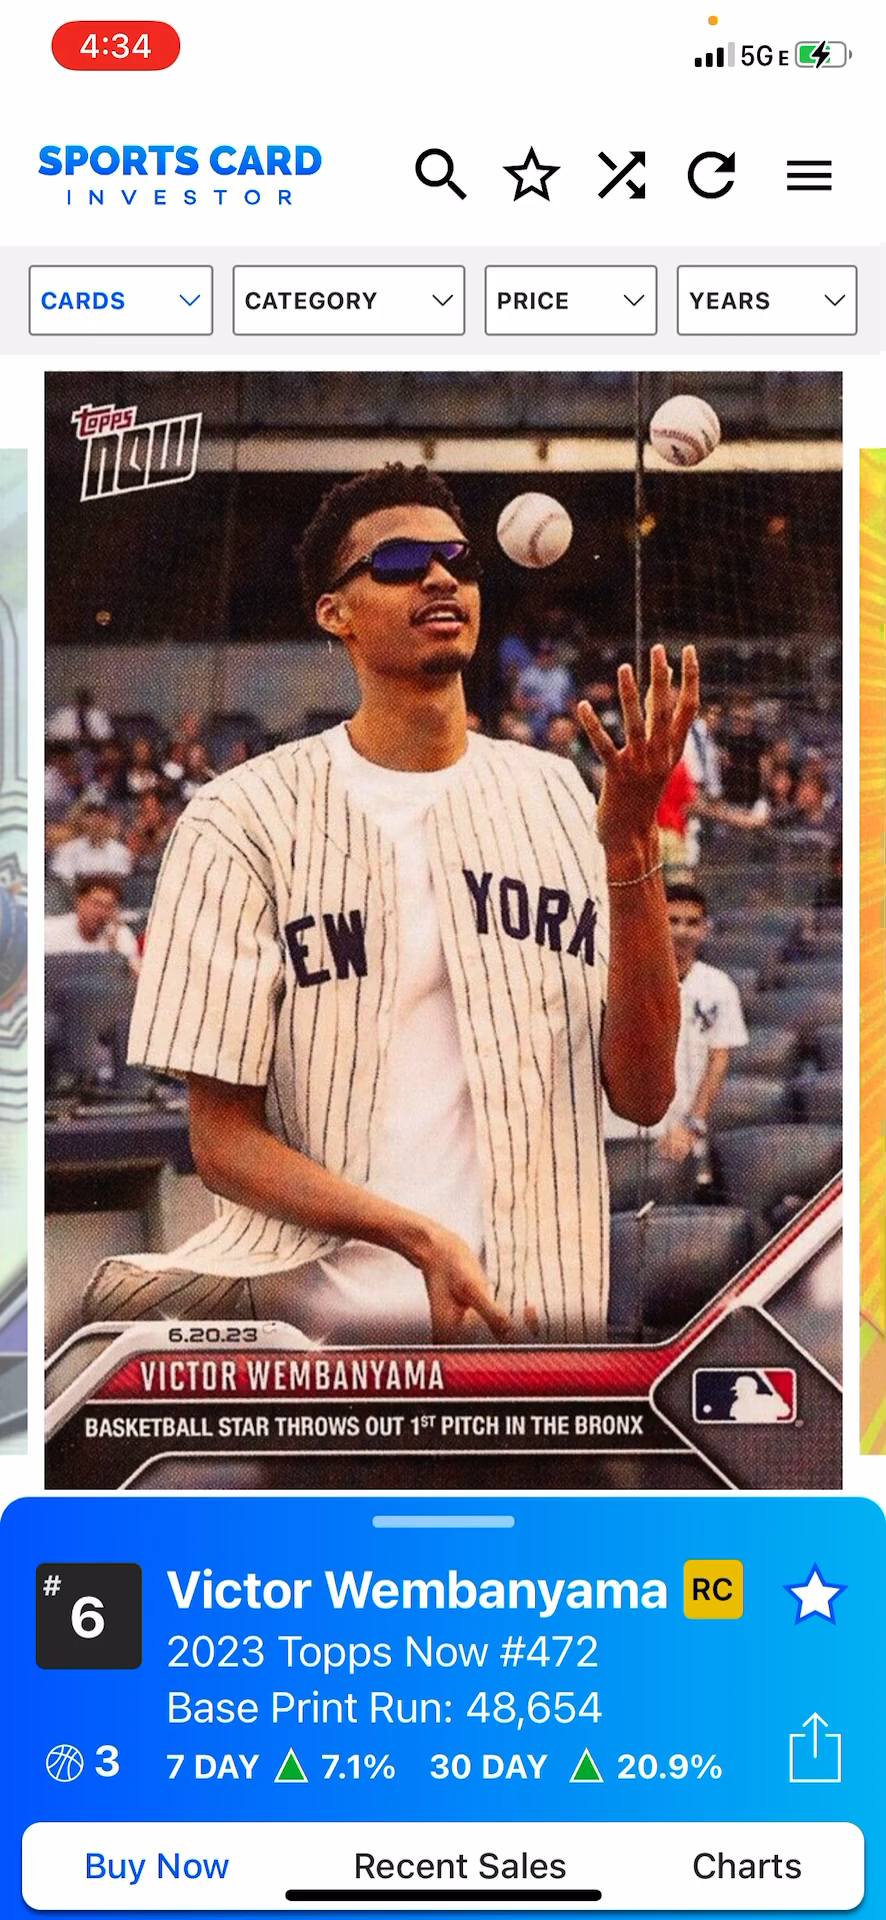 4:34
5G E
SPORTS CARD
INVESTOR
CARDS
CATEGORY
PRICE
YEARS
topps
now
EW YORK
6.20.23
VICTOR WEMBANYAMA
BASKETBALL STAR THROWS OUT 1ST PITCH IN THE BRONX
# 6
Victor Wembanyama RC
2023 Topps Now #472
Base Print Run: 48,654
3
7 DAY 7.1% 30 DAY 20.9%
Buy Now
Recent Sales
Charts